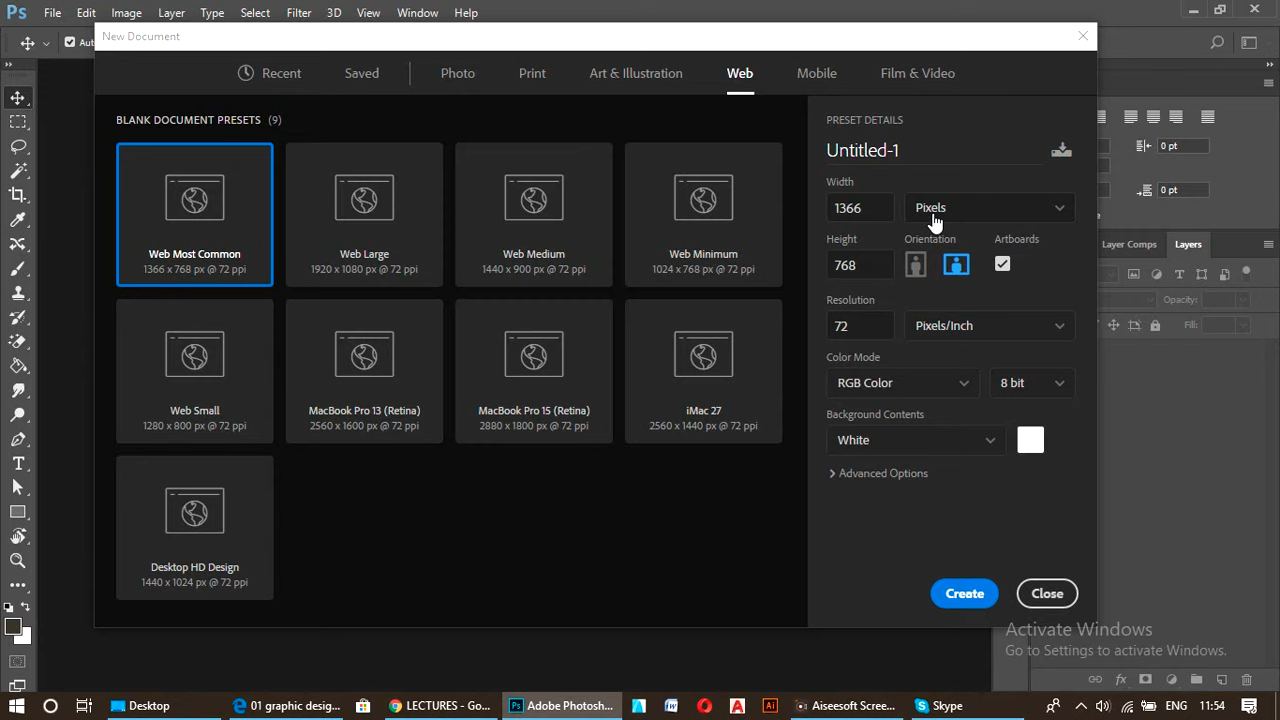 Ps File Edit Image Layer Type Select Filter 3D View Window Help
New Document
Recent Saved Photo Print Art & Illustration Web Mobile Film & Video
BLANK DOCUMENT PRESETS (9)
Web Most Common
1366 x 768 px @ 72 ppi
Web Large
1920 x 1080 px @ 72 ppi
Web Medium
1440 x 900 px @ 72 ppi
Web Minimum
1024 x 768 px @ 72 ppi
Web Small
1280 x 800 px @ 72 ppi
MacBook Pro 13 (Retina)
2560 x 1600 px @ 72 ppi
MacBook Pro 15 (Retina)
2880 x 1800 px @ 72 ppi
iMac 27
2560 x 1440 px @ 72 ppi
Desktop HD Design
1440 x 1024 px @ 72 ppi
PRESET DETAILS
Untitled-1
Width
1366 Pixels
Height Orientation Artboards
768
Resolution
72 Pixels/Inch
Color Mode
RGB Color 8 bit
Background Contents
White
Advanced Options
Create Close
Aut
0 pt
0 pt
Layer Comps Layers
Opacity:
Fill:
Activate Windows
Go to Settings to activate Windows.
Desktop 01 graphic desig... LECTURES - Go... Ps Adobe Photosh... Ai Aiseesoft Scree... Skype ENG 11:54